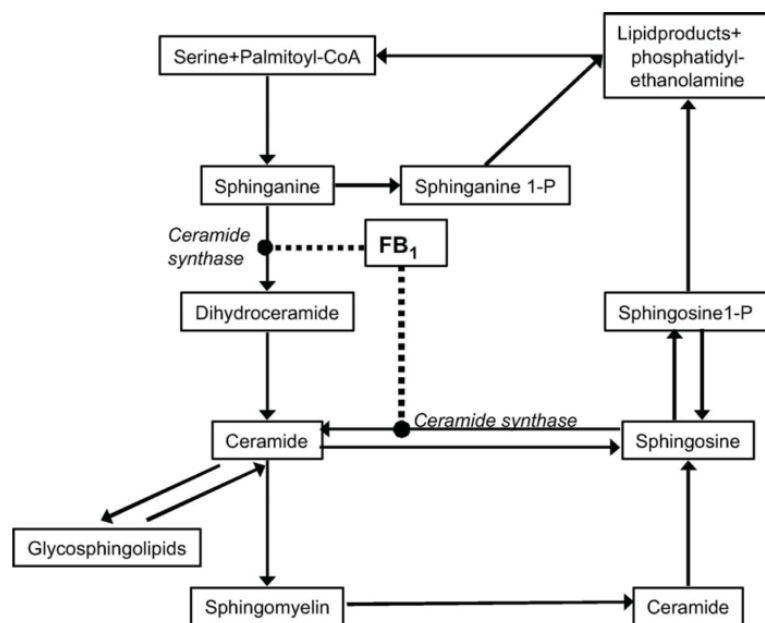 Serine+Palmitoyl-CoA
Lipidproducts+
phosphatidyl-
ethanolamine
Sphinganine
Sphinganine 1-P
Ceramide
synthase
FB1
Dihydroceramide
Sphingosine1-P
Ceramide
Ceramide synthase
Sphingosine
Glycosphingolipids
Sphingomyelin
Ceramide